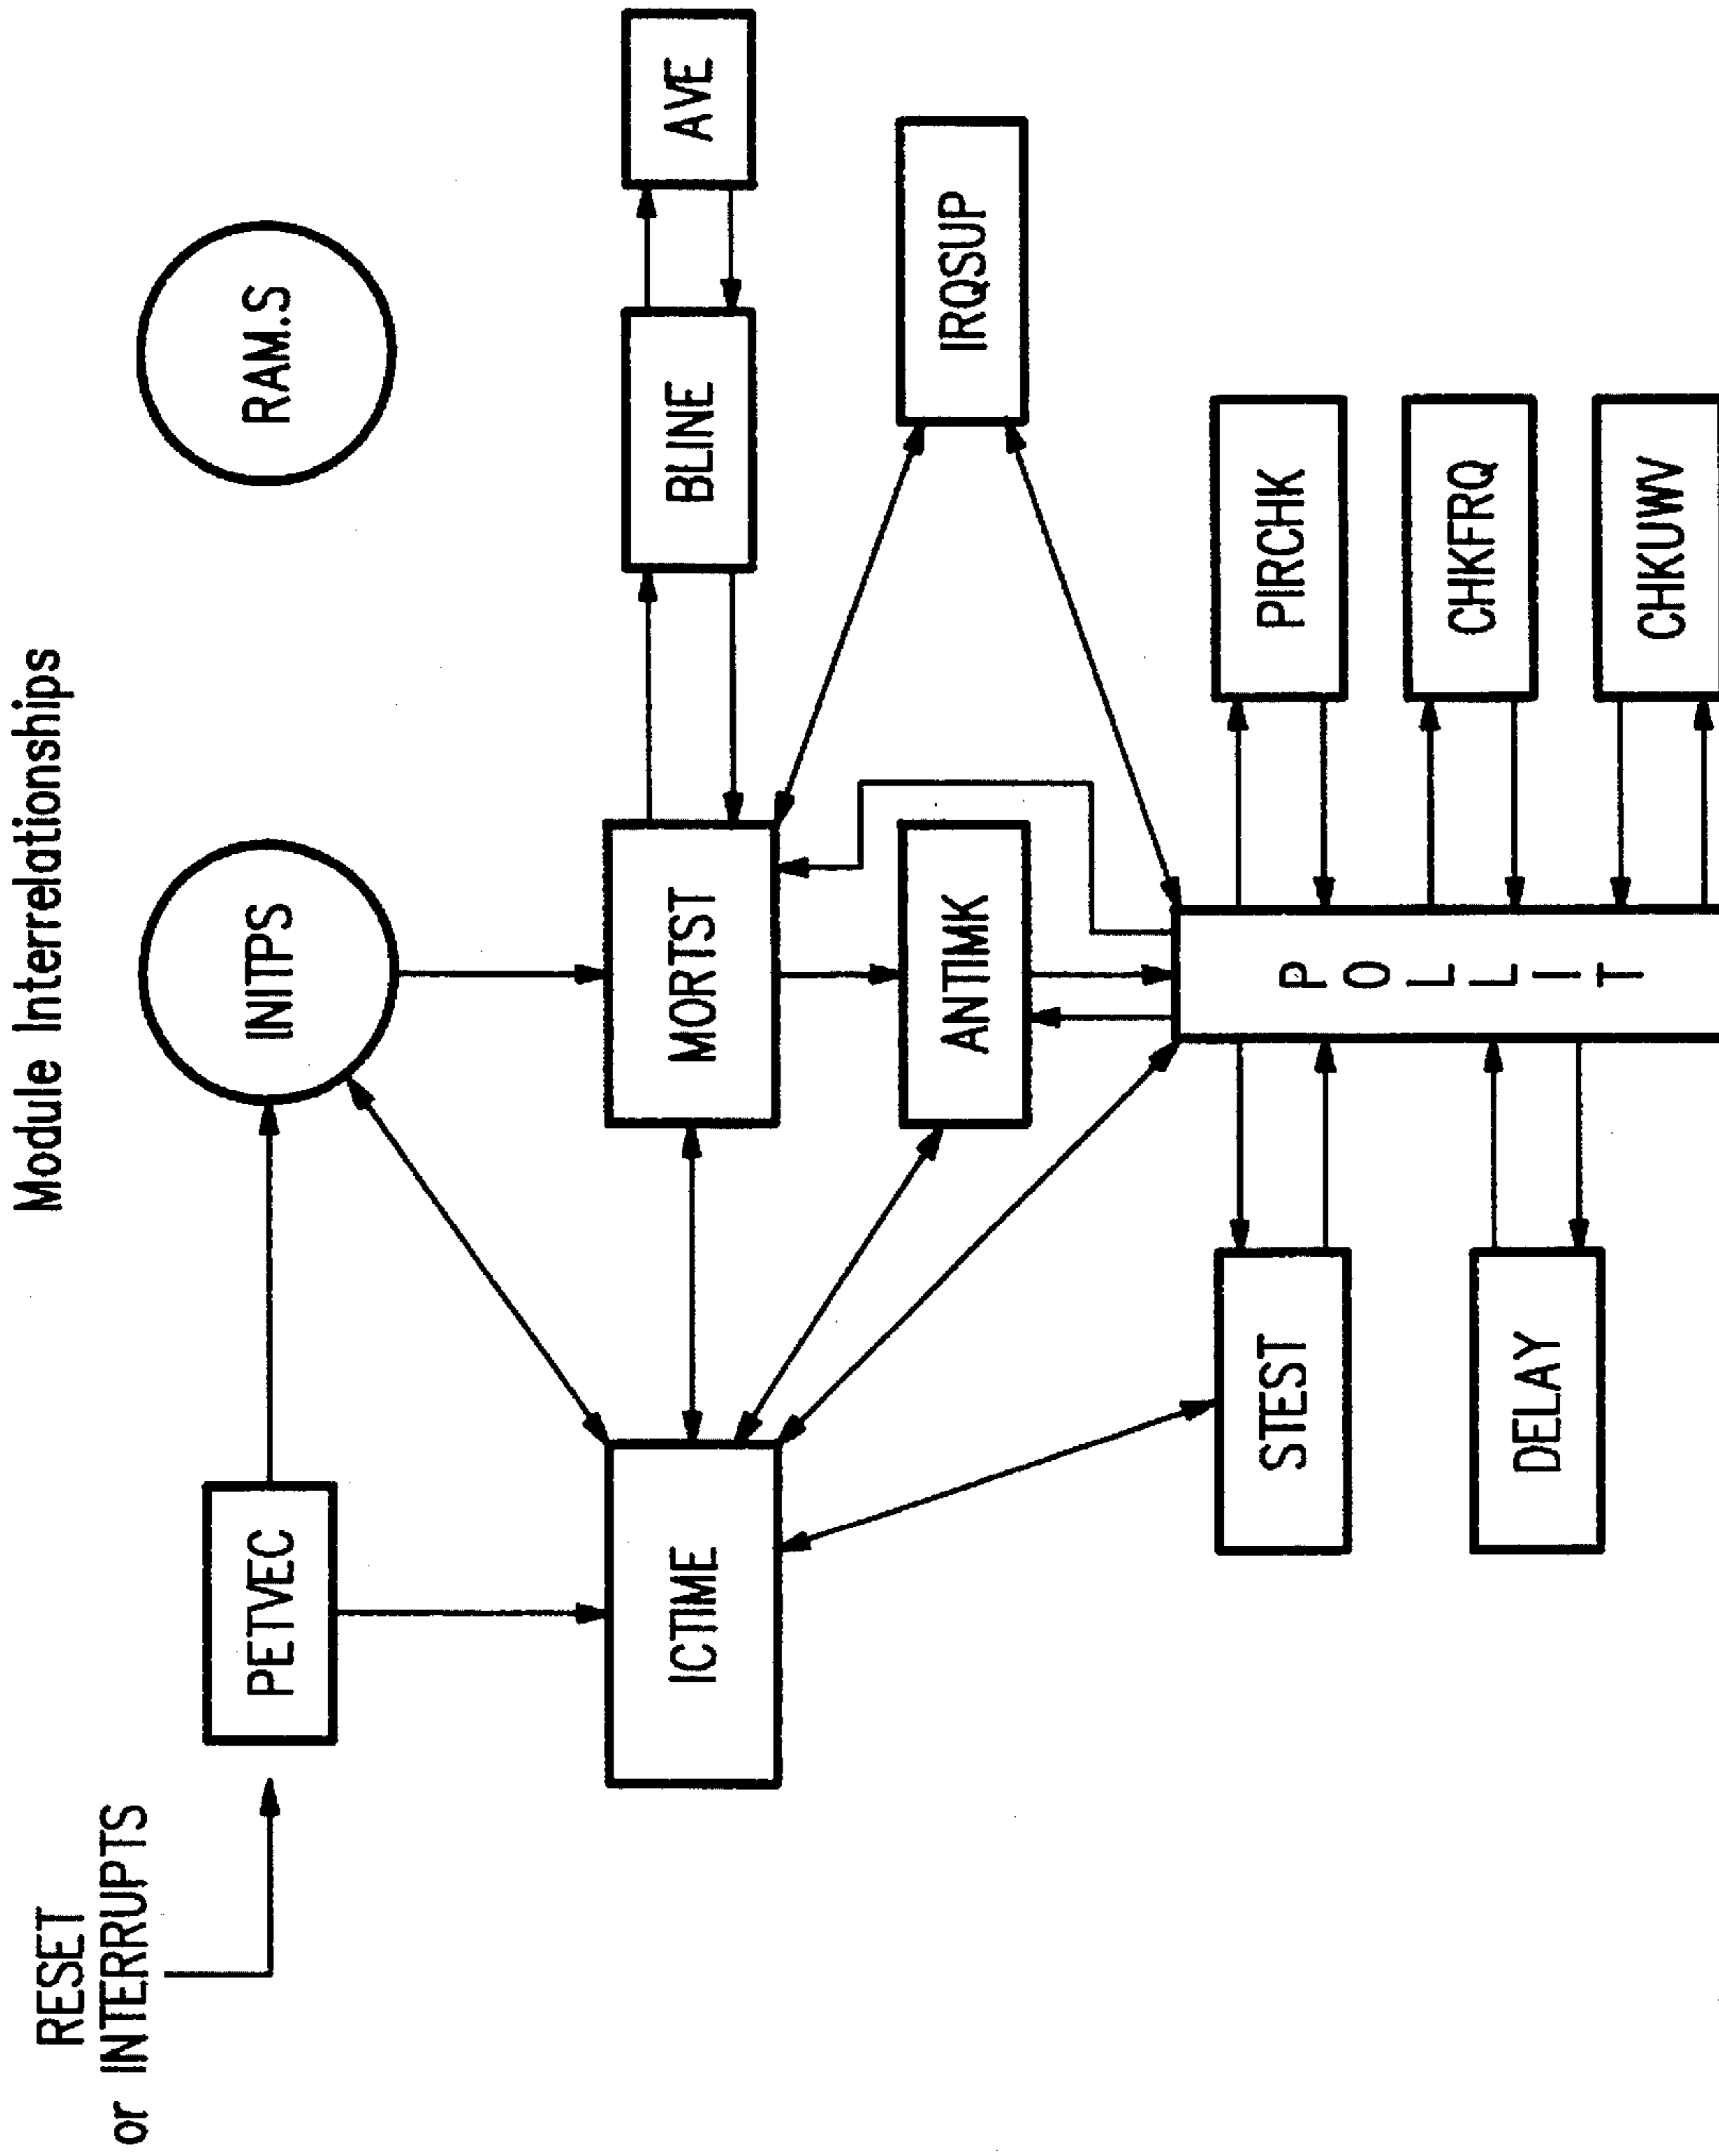 Module Interrelationships
RESET
or INTERRUPTS
PETVEC
INITPS
RAM.S
ICTIME
MORTST
BLINE
AVE
ANTIMK
IRQSUP
STEST
POLLIT
PIRCHK
DELAY
CHKFRQ
CHKUWV